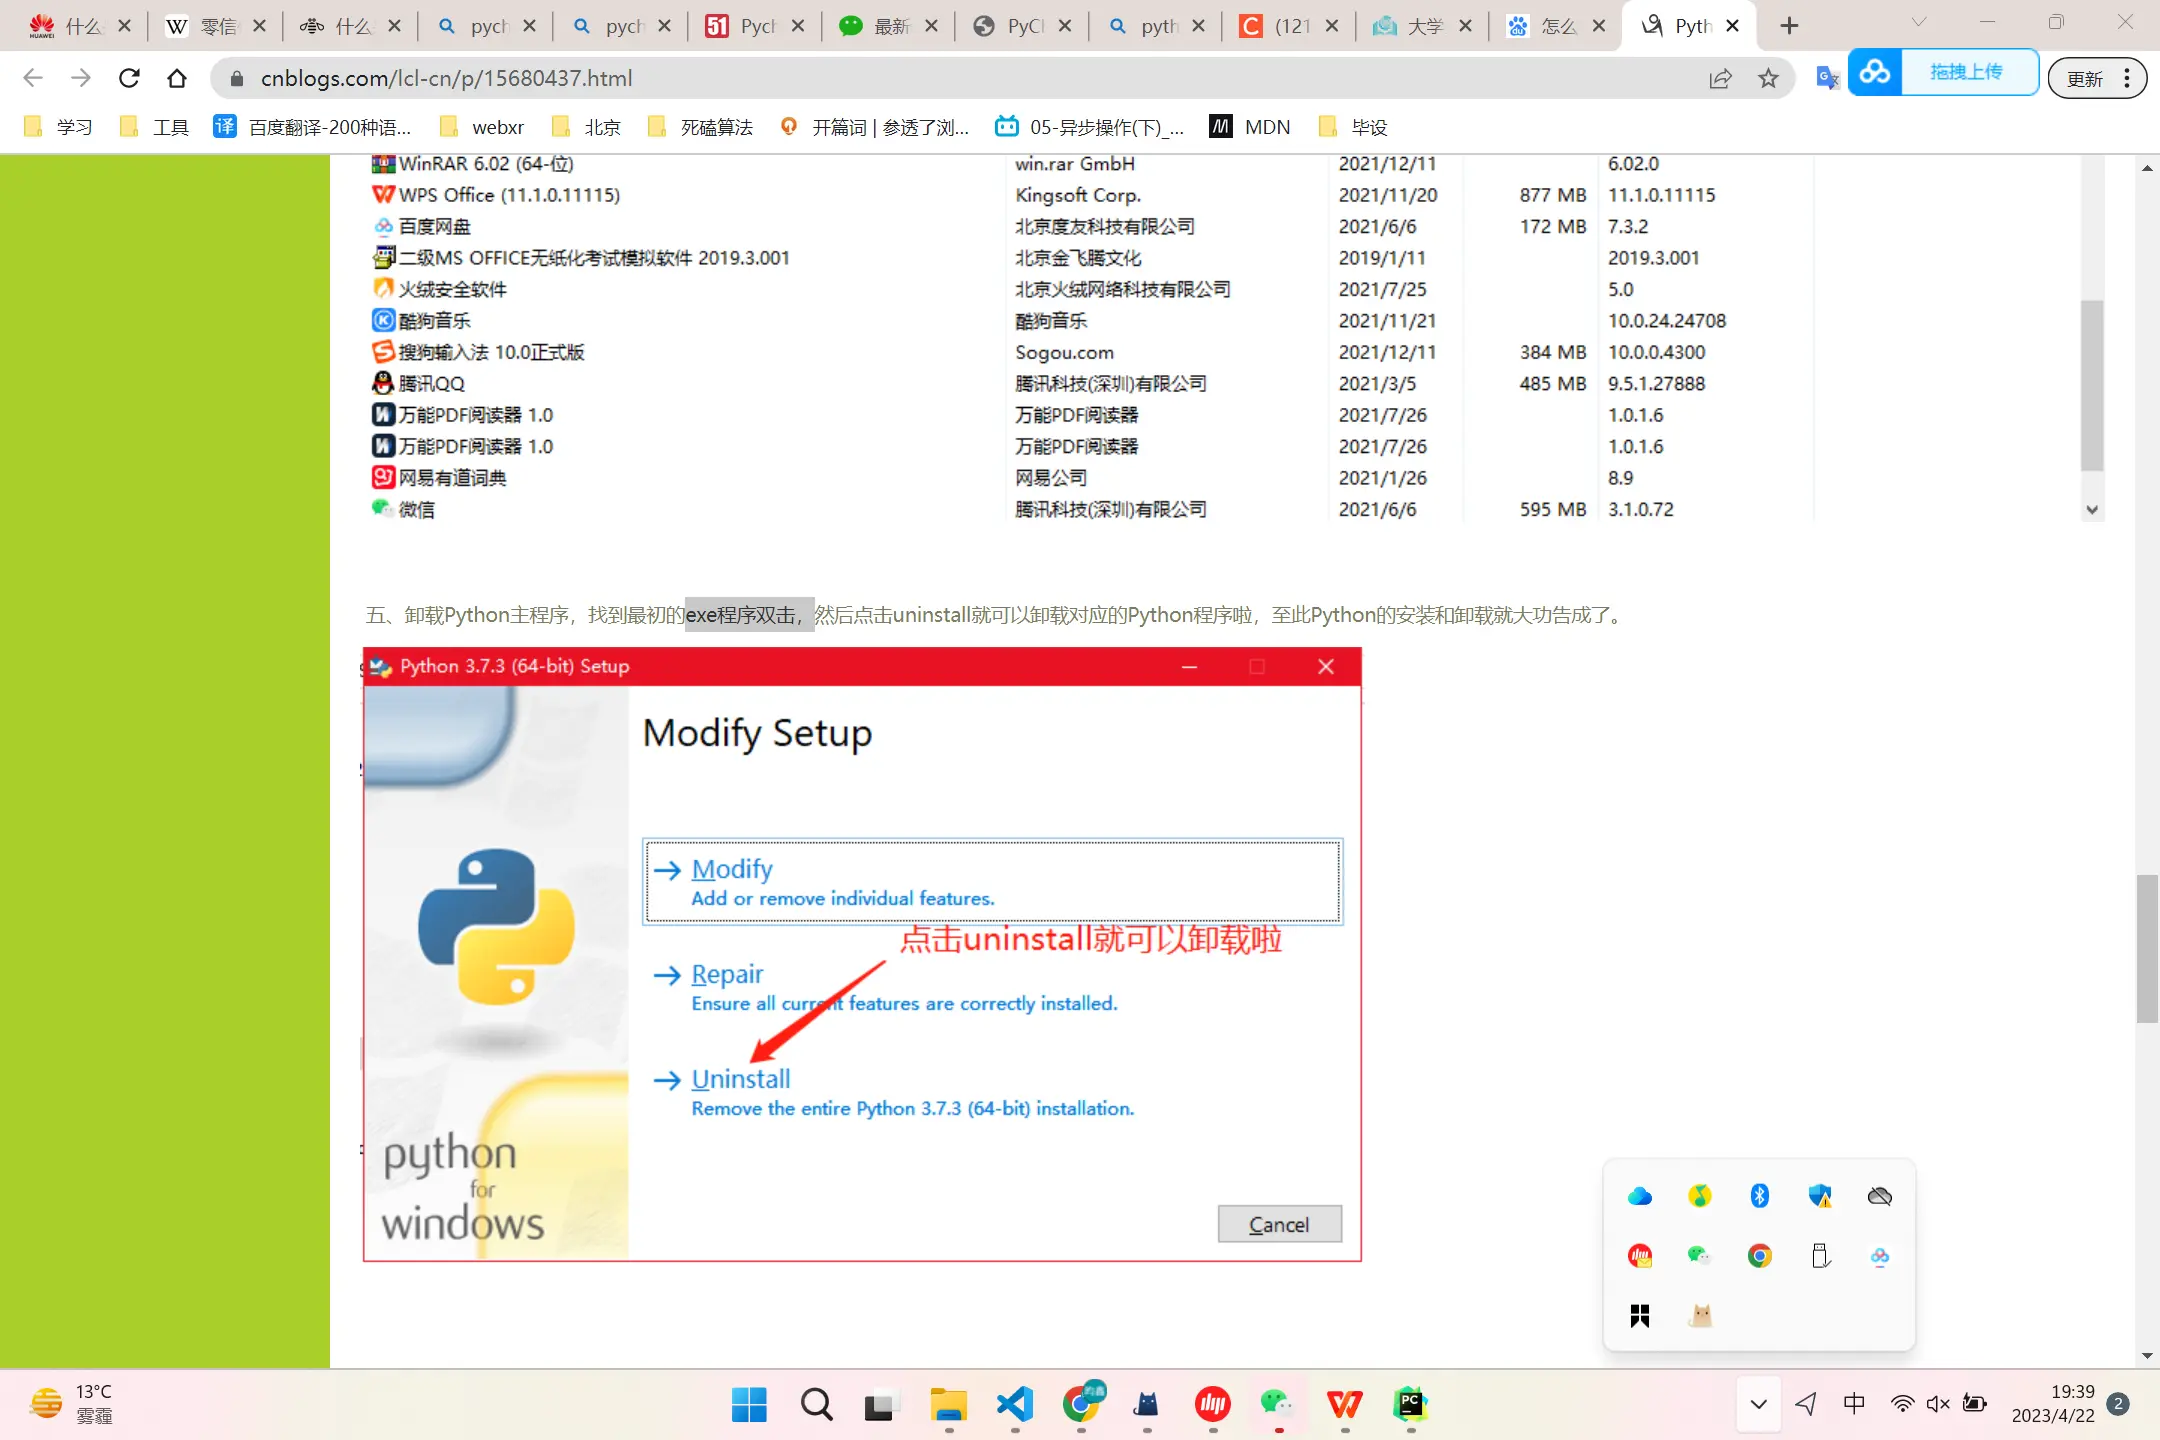 什么 零信 什么 pych pych Pych 最新 PyCh pyth (121 大学 怎么 Pyth
cnblogs.com/lcl-cn/p/15680437.html
拖拽上传
更新
学习 工具 百度翻译-200种语... webxr 北京 死磕算法 开篇词 | 参透了浏... 05-异步操作(下)_... MDN 毕设
WinRAR 6.02 (64-位) win.rar GmbH 2021/12/11 6.02.0
WPS Office (11.1.0.11115) Kingsoft Corp. 2021/11/20 877 MB 11.1.0.11115
百度网盘 北京度友科技有限公司 2021/6/6 172 MB 7.3.2
二级MS OFFICE无纸化考试模拟软件 2019.3.001 北京金飞腾文化 2019/1/11 2019.3.001
火绒安全软件 北京火绒网络科技有限公司 2021/7/25 5.0
酷狗音乐 酷狗音乐 2021/11/21 10.0.24.24708
搜狗输入法 10.0正式版 Sogou.com 2021/12/11 384 MB 10.0.0.4300
腾讯QQ 腾讯科技(深圳)有限公司 2021/3/5 485 MB 9.5.1.27888
万能PDF阅读器 1.0 万能PDF阅读器 2021/7/26 1.0.1.6
万能PDF阅读器 1.0 万能PDF阅读器 2021/7/26 1.0.1.6
网易有道词典 网易公司 2021/1/26 8.9
微信 腾讯科技(深圳)有限公司 2021/6/6 595 MB 3.1.0.72
五、卸载Python主程序，找到最初的exe程序双击，然后点击uninstall就可以卸载对应的Python程序啦，至此Python的安装和卸载就大功告成了。
Python 3.7.3 (64-bit) Setup
Modify Setup
Modify
Add or remove individual features.
点击uninstall就可以卸载啦
Repair
Ensure all current features are correctly installed.
Uninstall
Remove the entire Python 3.7.3 (64-bit) installation.
python
for
windows
Cancel
13°C
雾霾
中
19:39
2023/4/22
2